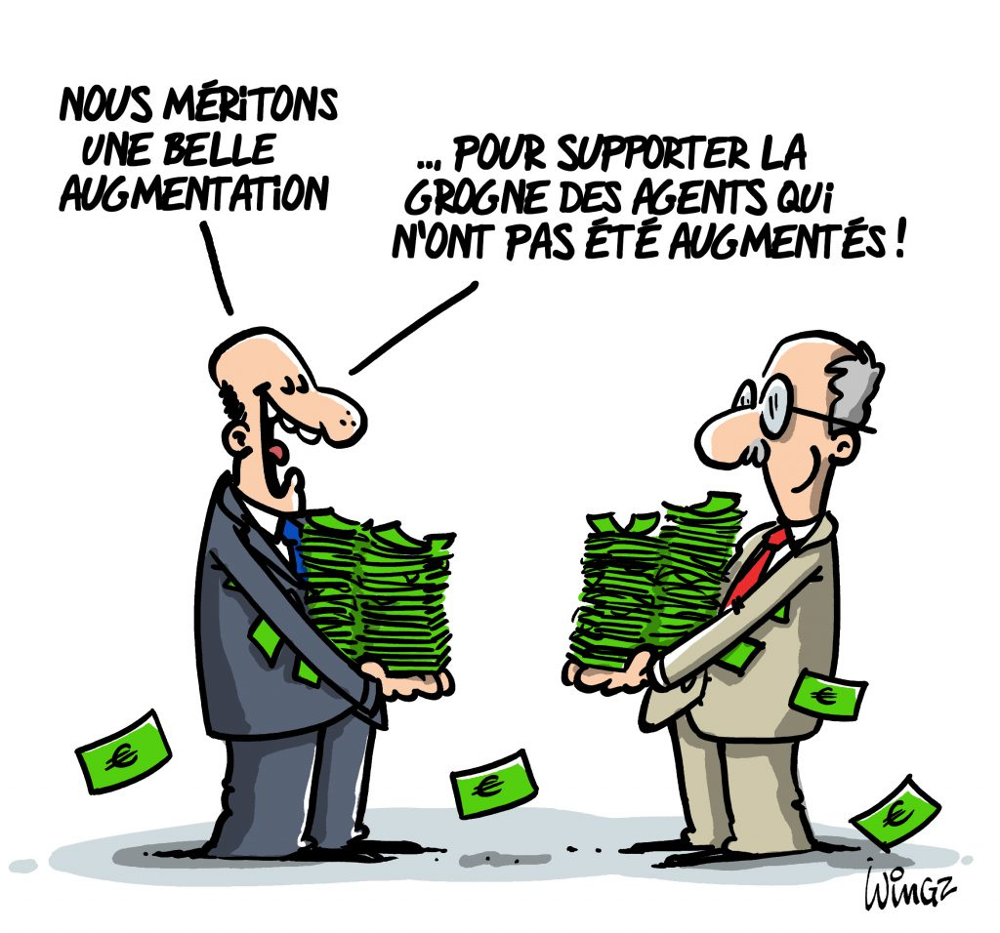 NOUS MÉRiTONS
UNE BELLE
AUGMENTATiON
... POUR SUPPORTER LA
GROGNE DES AGENTS QUi
N'ONT PAS ÉTÉ AUGMENTÉS !
€
€
€
€
WiNGZ